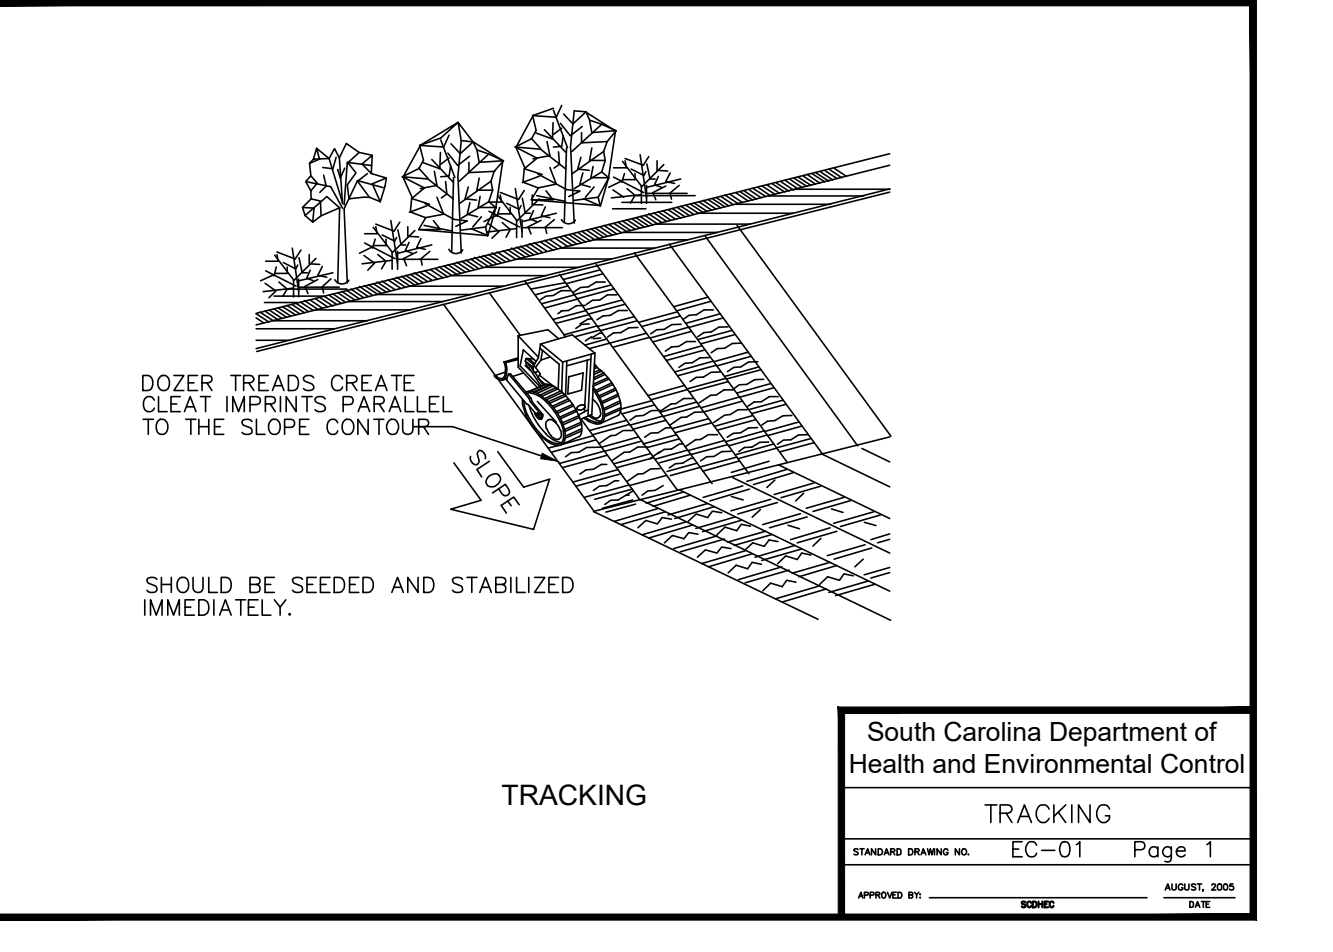 DOZER TREADS CREATE
CLEAT IMPRINTS PARALLEL
TO THE SLOPE CONTOUR
SLOPE
SHOULD BE SEEDED AND STABILIZED
IMMEDIATELY.
TRACKING
South Carolina Department of
Health and Environmental Control
TRACKING
STANDARD DRAWING NO. EC-01 Page 1
APPROVED BY: AUGUST, 2005
SCDHEC DATE